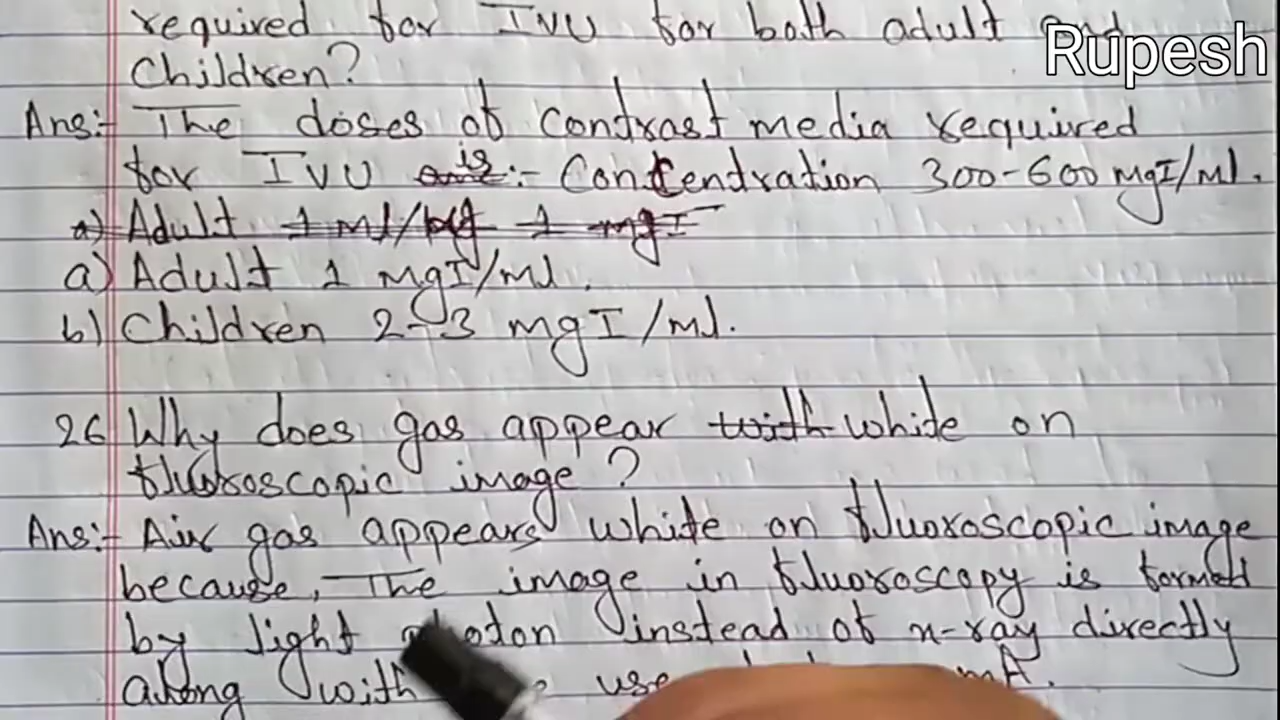 required for IVU for both adult and
Rupesh
Children?
Ans:- The doses of contrast media required
for IVU is:- Concentration 300-600 mgI/ml.
a) Adult 1 ml/kg 1 mgI
a) Adult 1 mgI/ml.
b) Children 2-3 mgI/ml.
26 Why does gas appear with white on
fluoroscopic image?
Ans:- Air gas appears white on fluoroscopic image
because, The image in fluoroscopy is formed
by light photon instead of x-ray directly
along with use mA.